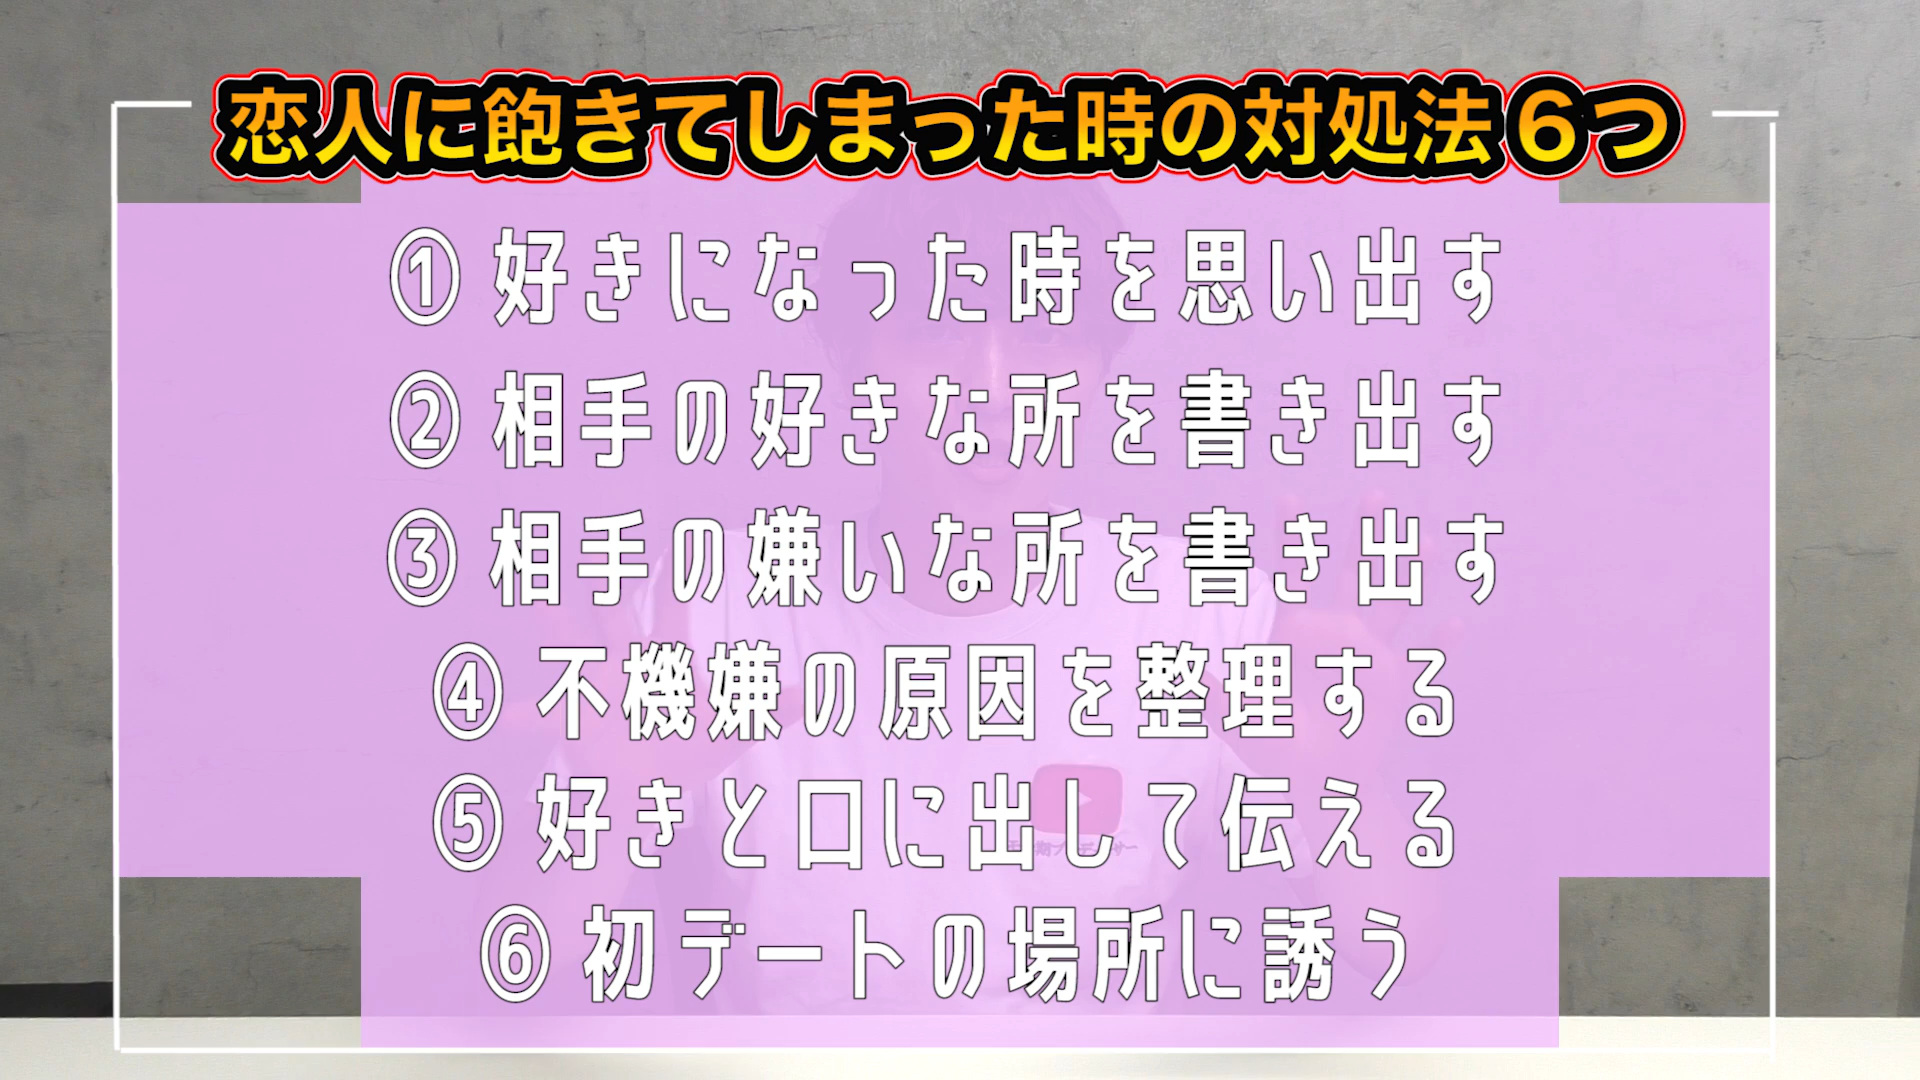 恋人に飽きてしまった時の対処法６つ
①好きになった時を思い出す
②相手の好きな所を書き出す
③相手の嫌いな所を書き出す
④不機嫌の原因を整理する
⑤好きと口に出して伝える
⑥初デートの場所に誘う